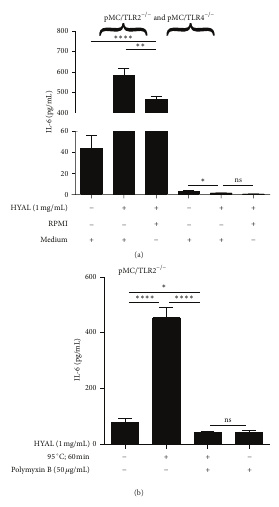 pMC/TLR2−/− and pMC/TLR4−/−
****
**
800
700
600
500
400
60
40
20
0
IL-6 (pg/mL)
* ns
HYAL (1 mg/mL) − + + − + +
RPMI − − + − − +
Medium + + − + + −
(a)
pMC/TLR2−/−
600
400
200
0
IL-6 (pg/mL)
*
**** ****
ns
HYAL (1 mg/mL)
95°C; 60 min − + + −
Polymyxin B (50 μg/mL) − − + +
(b)